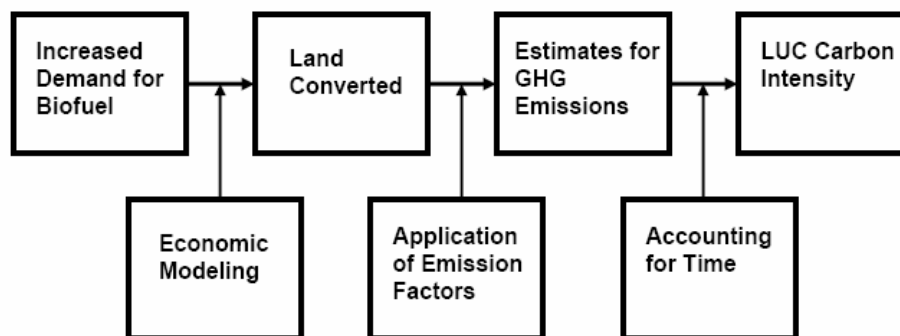 Increased
Demand for
Biofuel
Land
Converted
Estimates for
GHG
Emissions
LUC Carbon
Intensity
Economic
Modeling
Application
of Emission
Factors
Accounting
for Time